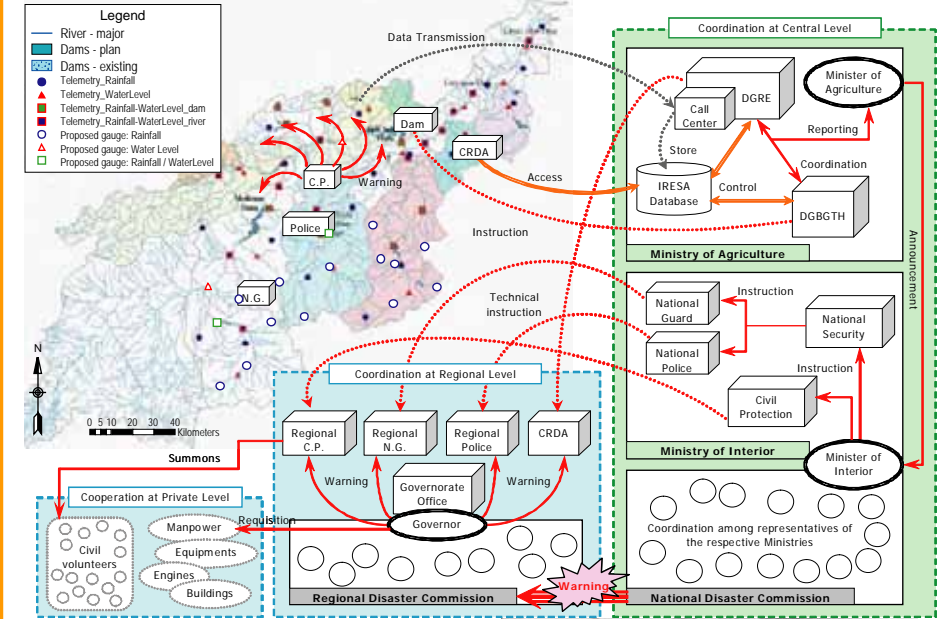 Legend
River - major
Dams - plan
Dams - existing
Telemetry_Rainfall
Telemetry_WaterLevel
Telemetry_Rainfall-WaterLevel_dam
Telemetry_Rainfall-WaterLevel_river
Proposed gauge: Rainfall
Proposed gauge: Water Level
Proposed gauge: Rainfall / WaterLevel
Data Transmission
Dam
CRDA
C.P.
Warning
Police
N.G.
Access
Instruction
Technical
instruction
N
0 5 10 20 30 40
Kilometers
Coordination at Central Level
DGRE
Call
Center
Minister of
Agriculture
Reporting
Store
Coordination
IRESA
Database
Control
DGBGTH
Ministry of Agriculture
Announcement
National
Guard
Instruction
National
Security
National
Police
Instruction
Civil
Protection
Ministry of Interior
Minister of
Interior
Coordination among representatives of
the respective Ministries
National Disaster Commission
Coordination at Regional Level
Regional
C.P.
Regional
N.G.
Regional
Police
CRDA
Warning
Governorate
Office
Warning
Governor
Regional Disaster Commission
Warning
Summons
Requisition
Cooperation at Private Level
Civil
volunteers
Manpower
Equipments
Engines
Buildings